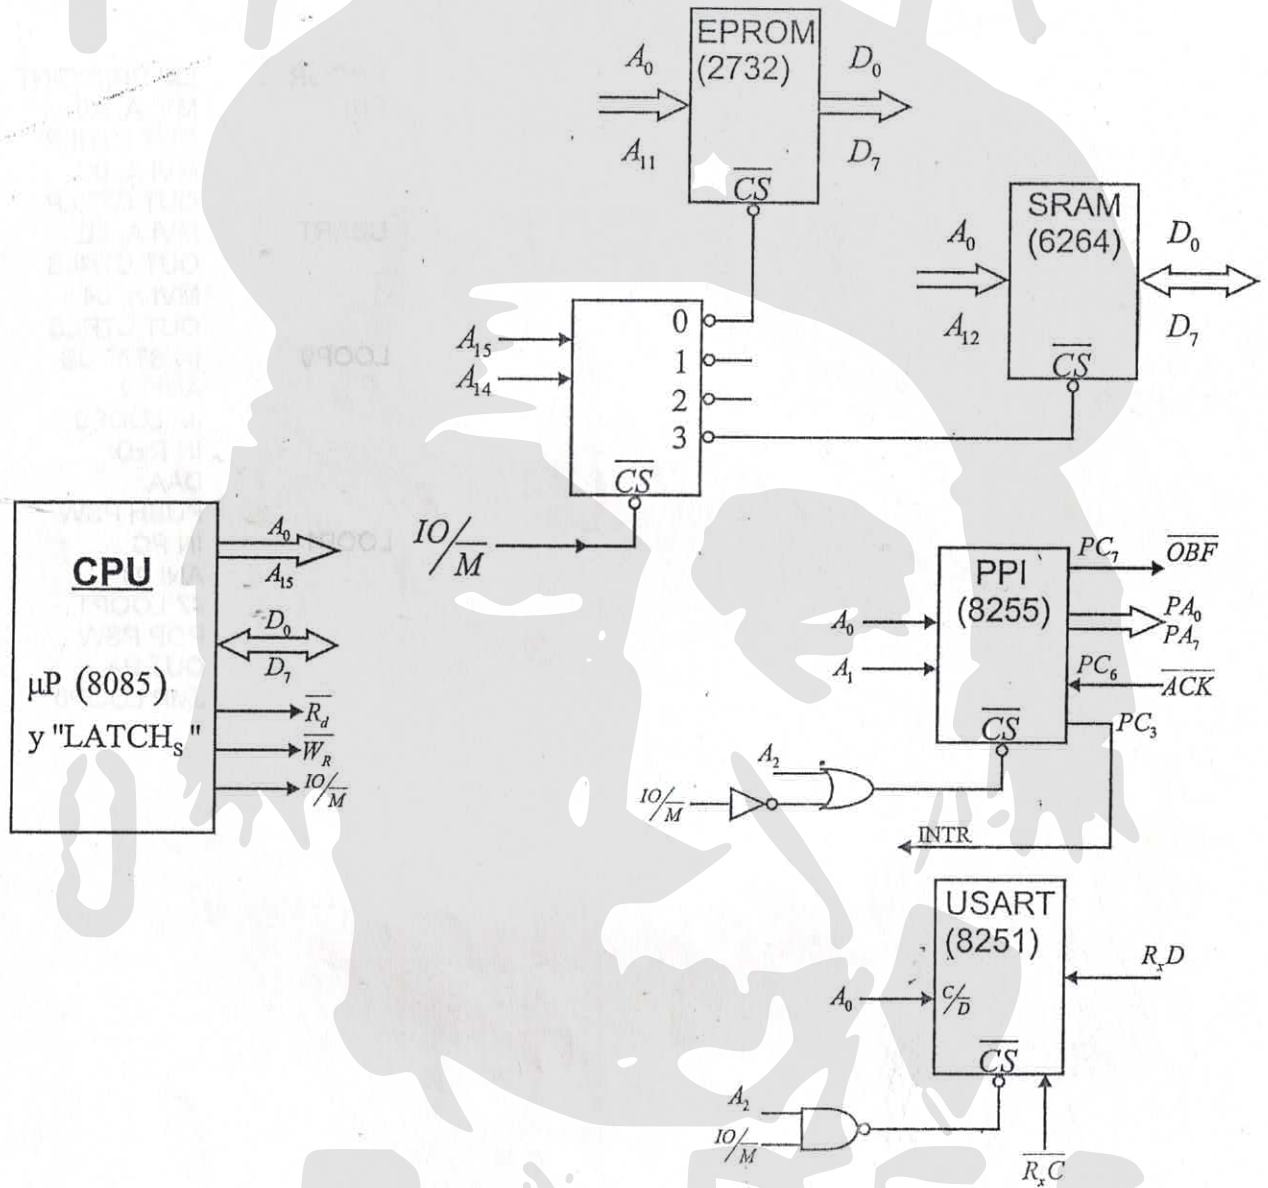 EPROM
(2732)
A0
A11
D0
D7
CS
SRAM
(6264)
A0
A12
D0
D7
CS
A15
A14
0
1
2
3
CS
IO/M
CPU
µP (8085)
y "LATCHS"
A0
A15
D0
D7
Rd
WR
IO/M
PPI
(8255)
A0
A1
CS
PC7
OBF
PA0
PA7
PC6
ACK
PC3
A2
IO/M
INTR
USART
(8251)
A0
C/D
RxD
CS
A2
IO/M
RxC